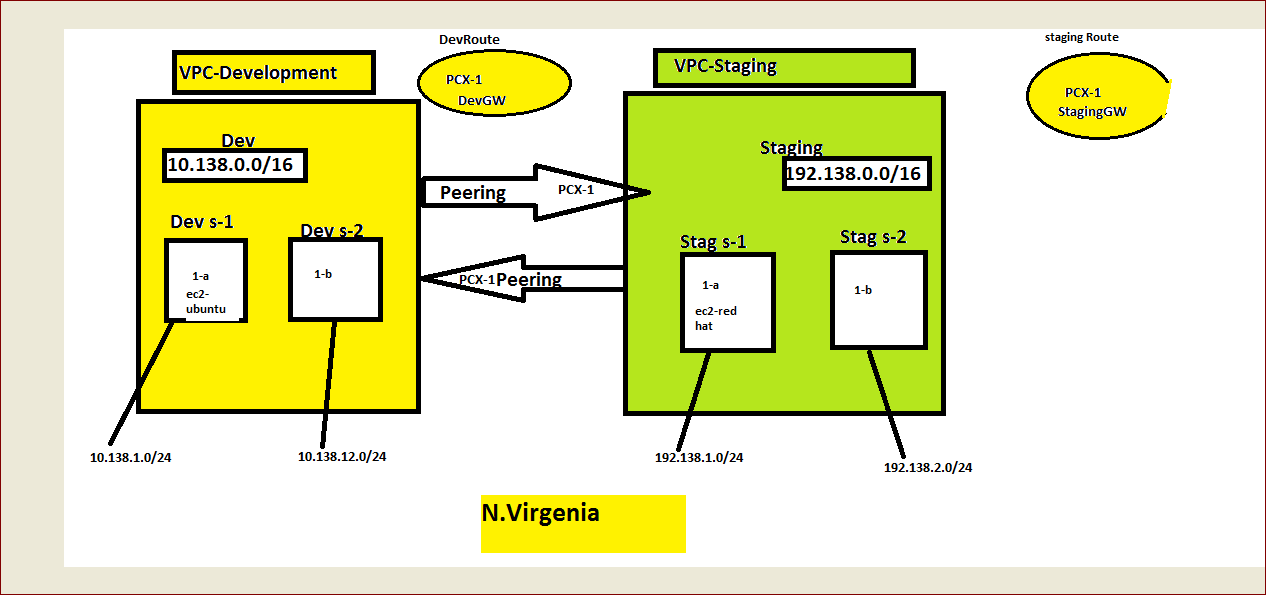 DevRoute
PCX-1
DevGW
staging Route
PCX-1
StagingGW
VPC-Development
VPC-Staging
Dev
10.138.0.0/16
Staging
192.138.0.0/16
Peering
PCX-1
PCX-1
Peering
Dev s-1
Dev s-2
Stag s-1
Stag s-2
1-a
ec2-
ubuntu
1-b
1-a
ec2-red
hat
1-b
10.138.1.0/24
10.138.12.0/24
192.138.1.0/24
192.138.2.0/24
N.Virgenia